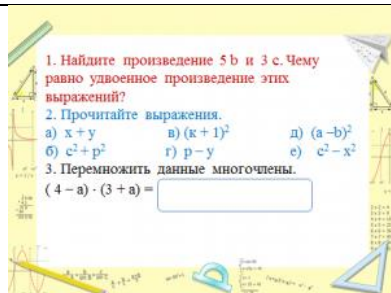 1. Найдите произведение 5 b и 3 с. Чему
равно удвоенное произведение этих
выражений?
2. Прочитайте выражения.
а) х + у в) (к + 1)² д) (a –b)²
б) c² + p² г) p – y е) c² – x²
3. Перемножить данные многочлены.
( 4 – а) · (3 + а) =